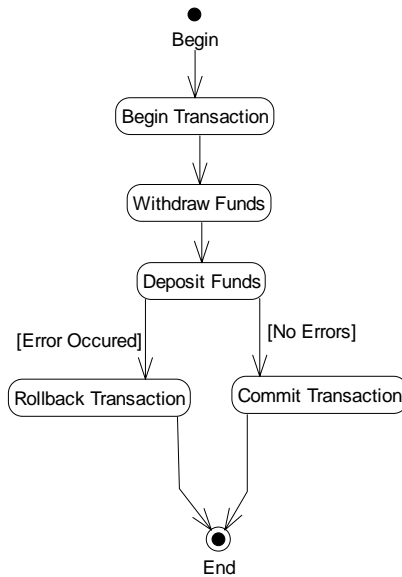 Begin
Begin Transaction
Withdraw Funds
Deposit Funds
[Error Occured]
[No Errors]
Rollback Transaction
Commit Transaction
End